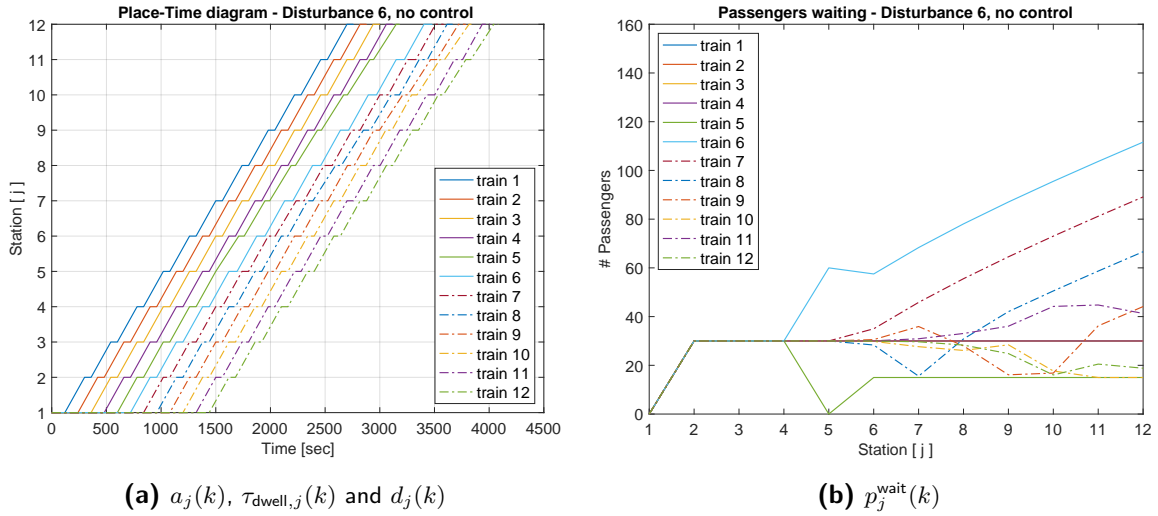 Place-Time diagram - Disturbance 6, no control
12
11
10
9
8
7
6
5
4
3
2
1
Station [ j ]
train 1
train 2
train 3
train 4
train 5
train 6
train 7
train 8
train 9
train 10
train 11
train 12
0 500 1000 1500 2000 2500 3000 3500 4000 4500
Time [sec]
(a) a_j(k), τ_dwell,j(k) and d_j(k)
Passengers waiting - Disturbance 6, no control
160
140
120
100
80
60
40
20
0
# Passengers
train 1
train 2
train 3
train 4
train 5
train 6
train 7
train 8
train 9
train 10
train 11
train 12
1 2 3 4 5 6 7 8 9 10 11 12
Station [ j ]
(b) p_j^wait(k)